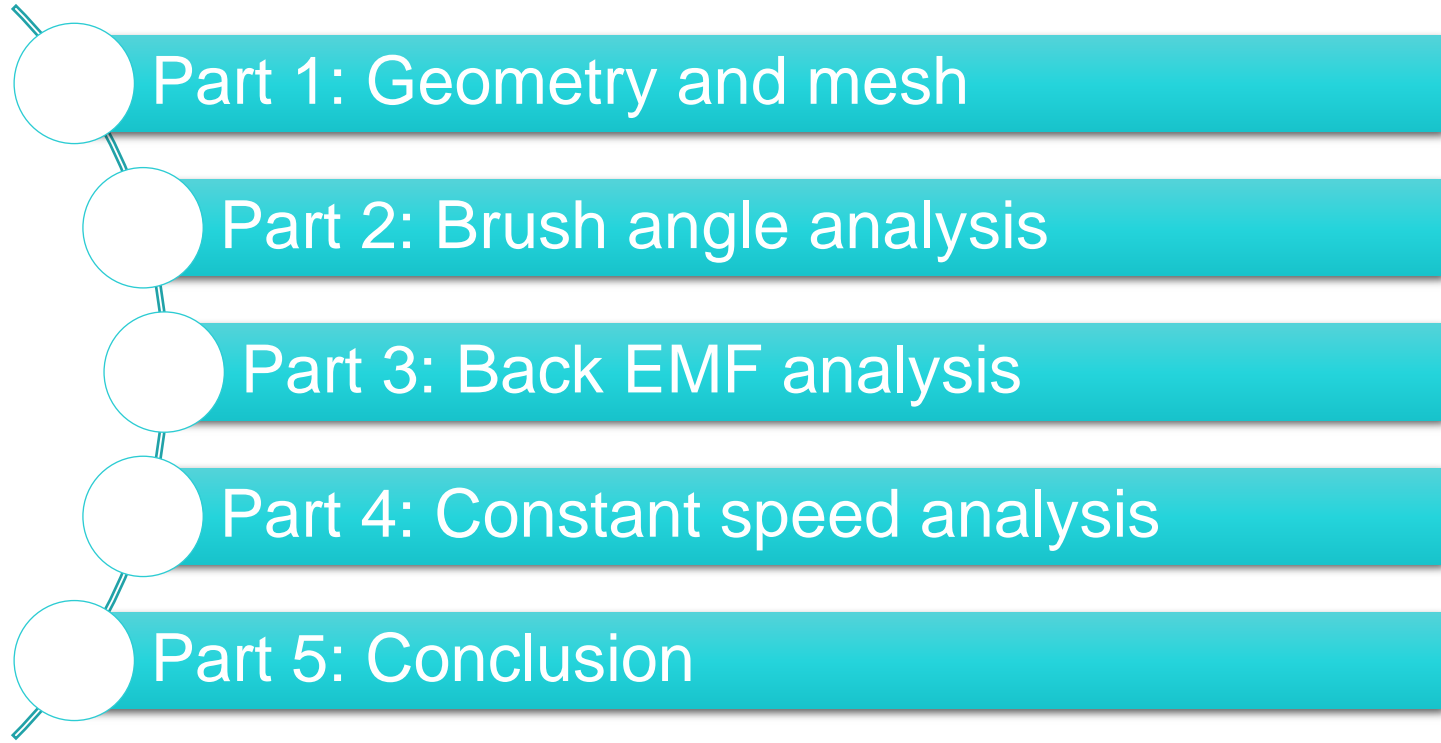 Part 1: Geometry and mesh
Part 2: Brush angle analysis
Part 3: Back EMF analysis
Part 4: Constant speed analysis
Part 5: Conclusion